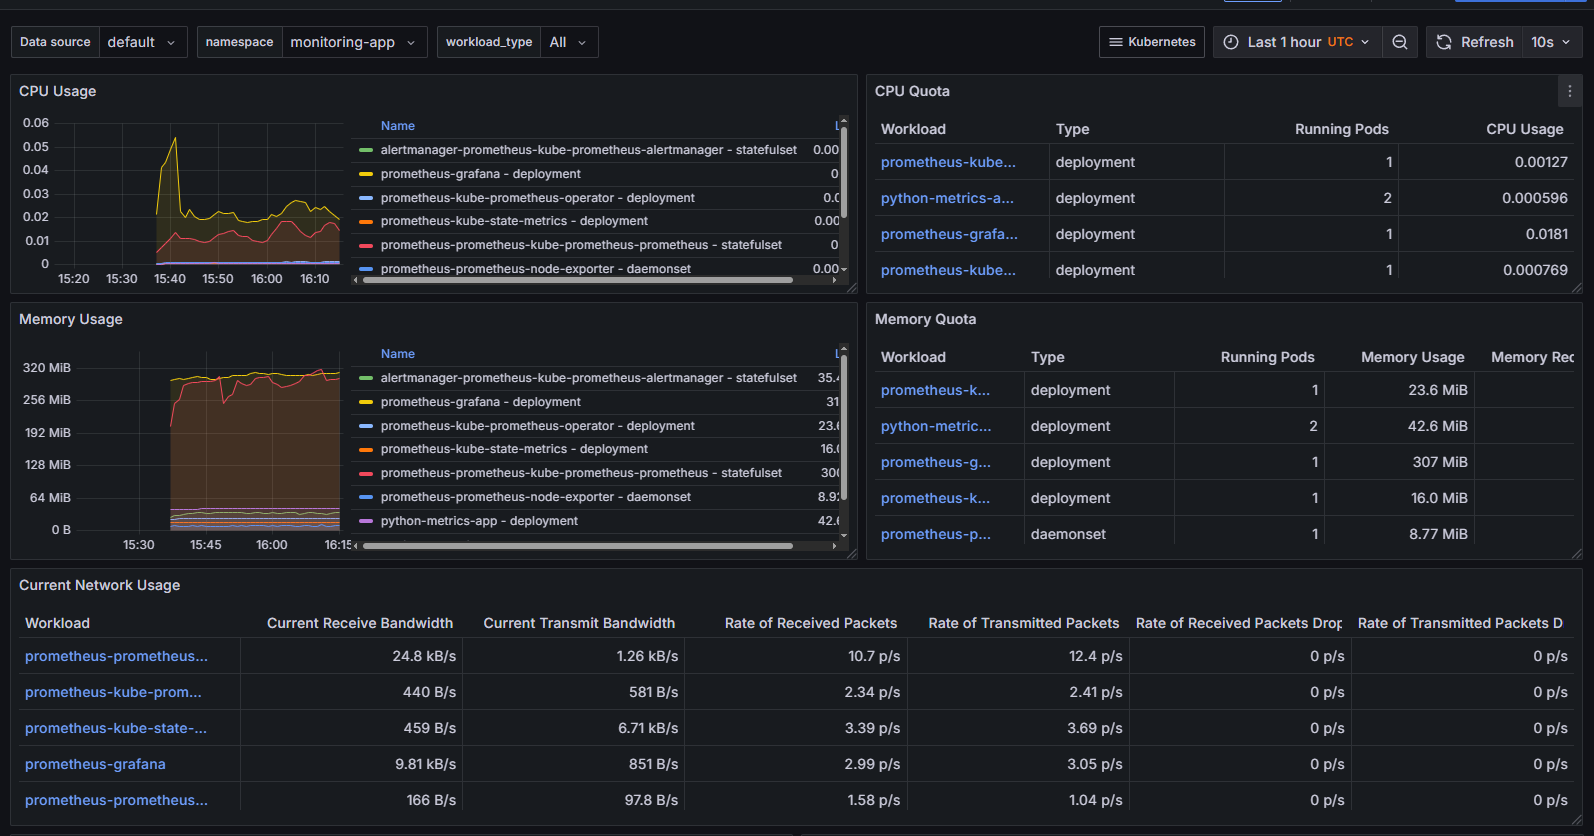 Data source default namespace monitoring-app workload_type All Kubernetes Last 1 hour UTC Refresh 10s
CPU Usage
0.06
0.05
0.04
0.03
0.02
0.01
0
15:20 15:30 15:40 15:50 16:00 16:10
Name
alertmanager-prometheus-kube-prometheus-alertmanager - statefulset 0.00
prometheus-grafana - deployment 0
prometheus-kube-prometheus-operator - deployment 0.0
prometheus-kube-state-metrics - deployment 0.00
prometheus-prometheus-kube-prometheus-prometheus - statefulset 0
prometheus-prometheus-node-exporter - daemonset 0.00
CPU Quota
Workload Type Running Pods CPU Usage
prometheus-kube... deployment 1 0.00127
python-metrics-a... deployment 2 0.000596
prometheus-grafa... deployment 1 0.0181
prometheus-kube... deployment 1 0.000769
Memory Usage
320 MiB
256 MiB
192 MiB
128 MiB
64 MiB
0 B
15:30 15:45 16:00 16:15
Name
alertmanager-prometheus-kube-prometheus-alertmanager - statefulset 35.4
prometheus-grafana - deployment 31
prometheus-kube-prometheus-operator - deployment 23.6
prometheus-kube-state-metrics - deployment 16.0
prometheus-prometheus-kube-prometheus-prometheus - statefulset 300
prometheus-prometheus-node-exporter - daemonset 8.92
python-metrics-app - deployment 42.6
Memory Quota
Workload Type Running Pods Memory Usage Memory Rec
prometheus-k... deployment 1 23.6 MiB
python-metric... deployment 2 42.6 MiB
prometheus-g... deployment 1 307 MiB
prometheus-k... deployment 1 16.0 MiB
prometheus-p... daemonset 1 8.77 MiB
Current Network Usage
Workload Current Receive Bandwidth Current Transmit Bandwidth Rate of Received Packets Rate of Transmitted Packets Rate of Received Packets Drop Rate of Transmitted Packets D
prometheus-prometheus... 24.8 kB/s 1.26 kB/s 10.7 p/s 12.4 p/s 0 p/s 0 p/s
prometheus-kube-prom... 440 B/s 581 B/s 2.34 p/s 2.41 p/s 0 p/s 0 p/s
prometheus-kube-state-... 459 B/s 6.71 kB/s 3.39 p/s 3.69 p/s 0 p/s 0 p/s
prometheus-grafana 9.81 kB/s 851 B/s 2.99 p/s 3.05 p/s 0 p/s 0 p/s
prometheus-prometheus... 166 B/s 97.8 B/s 1.58 p/s 1.04 p/s 0 p/s 0 p/s